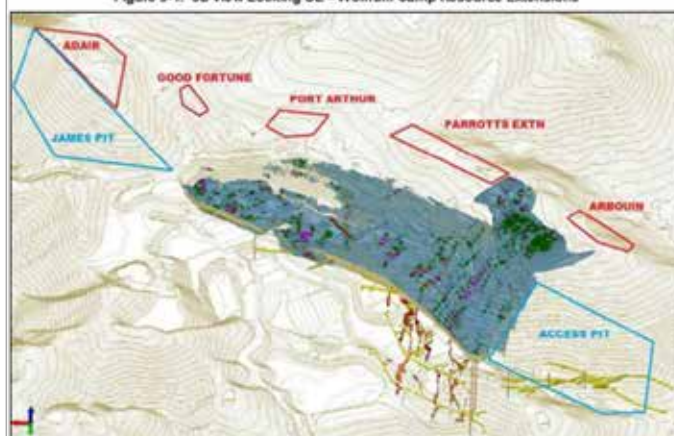 ADAIR
GOOD FORTUNE
PORT ARTHUR
JAMES PIT
PARROTTS EXTN
ARBOUIN
ACCESS PIT